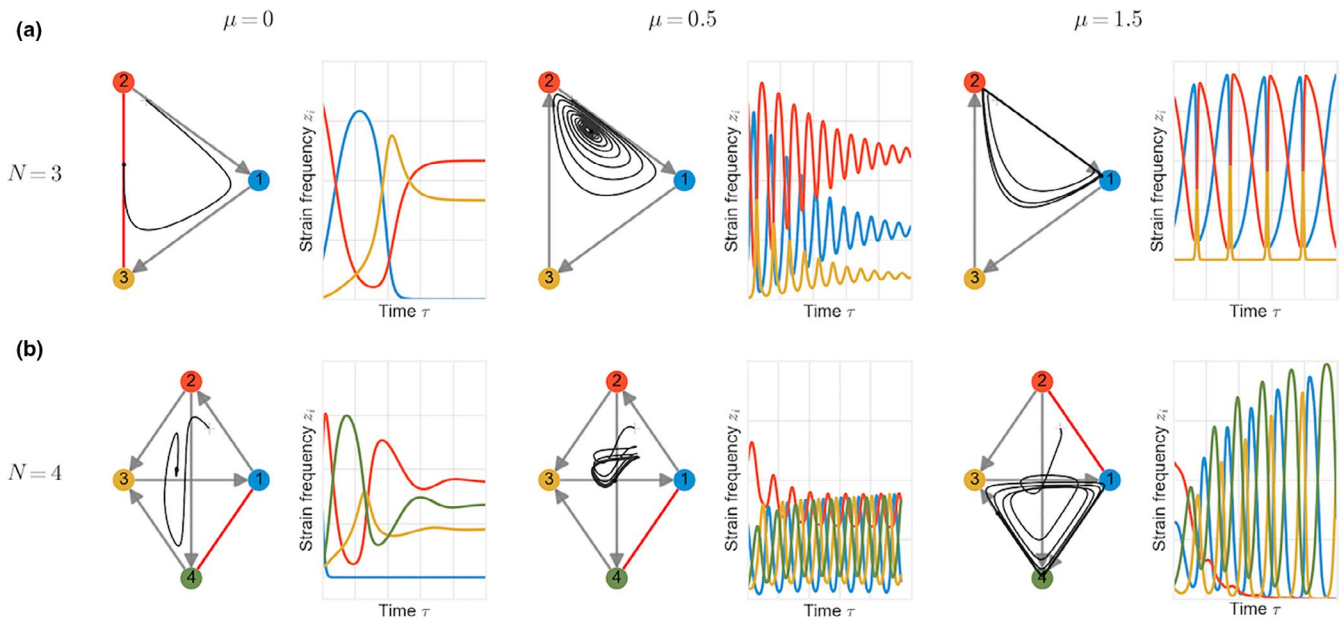 (a)
μ = 0
μ = 0.5
μ = 1.5
N = 3
2
1
3
Strain frequency z_i
Time τ
2
1
3
Strain frequency z_i
Time τ
2
1
3
Strain frequency z_i
Time τ
(b)
N = 4
2
3
1
4
Strain frequency z_i
Time τ
2
3
1
4
Strain frequency z_i
Time τ
2
3
1
4
Strain frequency z_i
Time τ